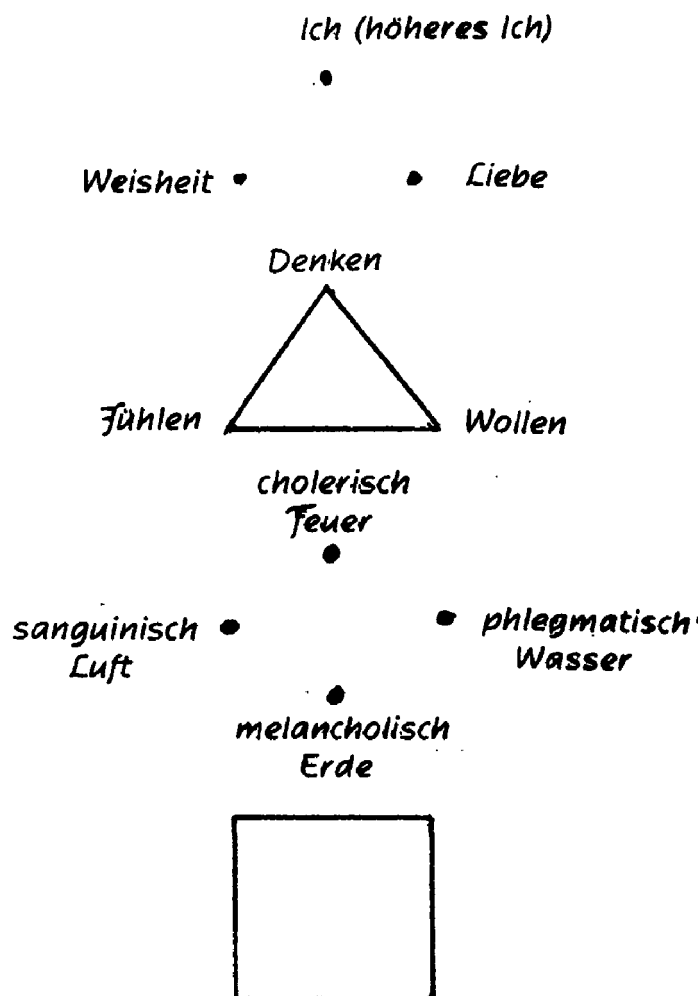 Ich (höheres Ich)
Weisheit
Liebe
Denken
Fühlen
Wollen
cholerisch
Feuer
sanguinisch
Luft
phlegmatisch
Wasser
melancholisch
Erde